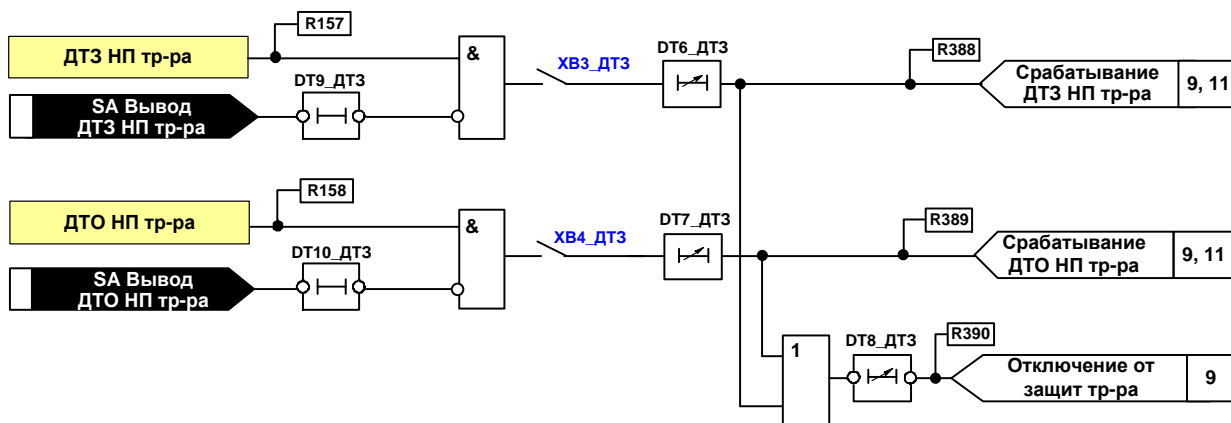 R157
ДТЗ НП тр-ра
&
ХВ3_ДТЗ
DT6_ДТЗ
R388
Срабатывание
ДТЗ НП тр-ра
9, 11
DT9_ДТЗ
SA Вывод
ДТЗ НП тр-ра
R158
ДТО НП тр-ра
&
ХВ4_ДТЗ
DT7_ДТЗ
R389
Срабатывание
ДТО НП тр-ра
9, 11
DT10_ДТЗ
SA Вывод
ДТО НП тр-ра
1
DT8_ДТЗ
R390
Отключение от
защит тр-ра
9